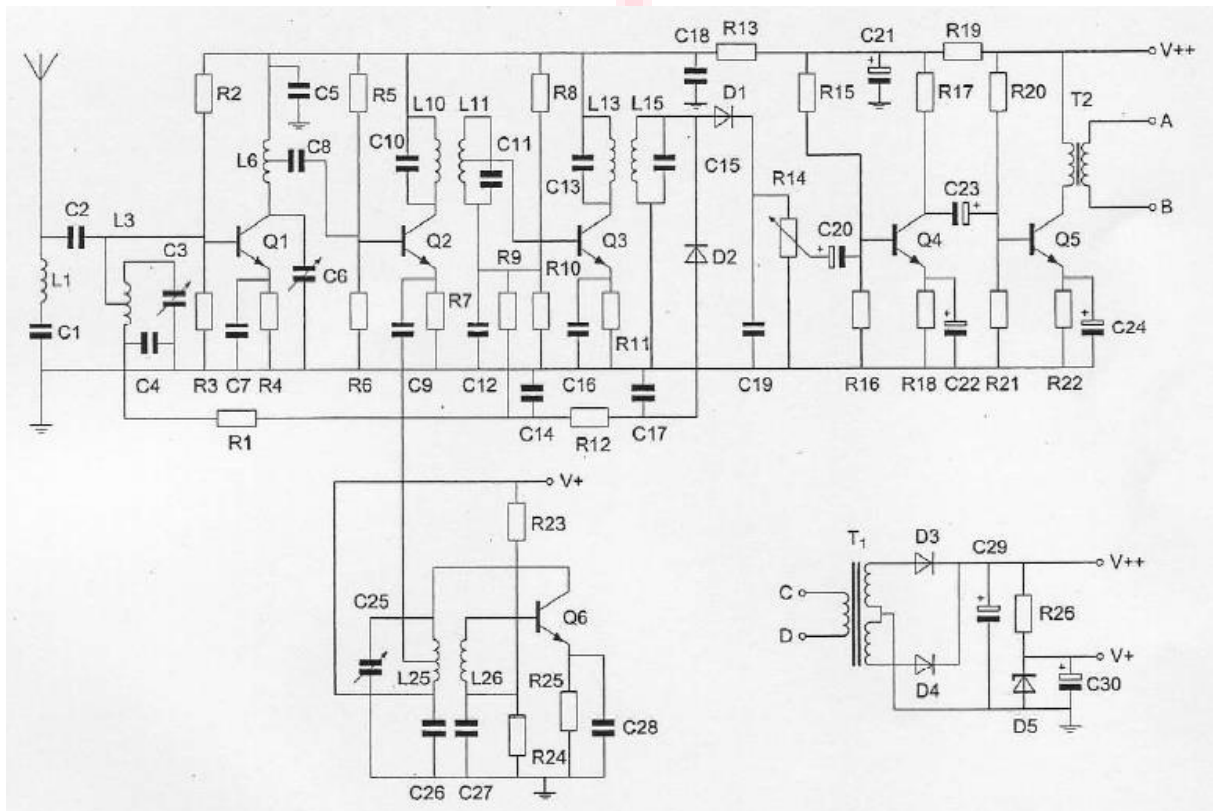 C18 R13 C21 R19
V++
R2 C5 R5 L10 L11 R8 L13 L15 D1 R15 R17 R20 T2
A
C8 C10 C11 C15
L6 C13 R14 C23
B
C2 L3 C3 Q1 Q2 Q3 C20 Q4 Q5
C6 R9 R10 D2
L1 R7
C1 R11 C24
C4 R3 C7 R4 R6 C9 C12 C16 C19 R16 R18 C22 R21 R22
R1 C14 R12 C17
V+
R23
T1 D3 C29
V++
C25 Q6 C
R26
D
V+
L25 L26 R25 D4 C30
C28 D5
R24
C26 C27